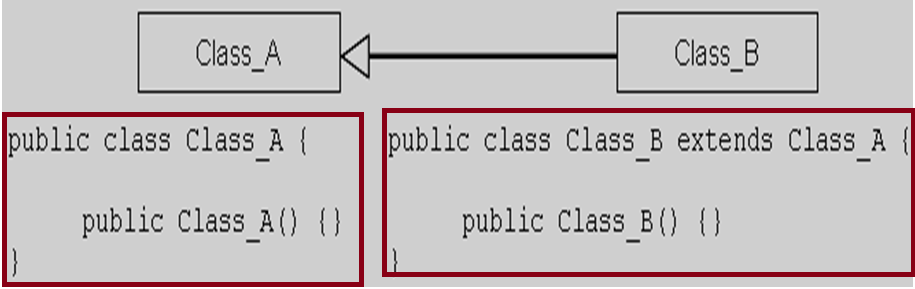 Class_A
Class_B
public class Class_A {
public Class_A() {}
}
public class Class_B extends Class_A {
public Class_B() {}
}